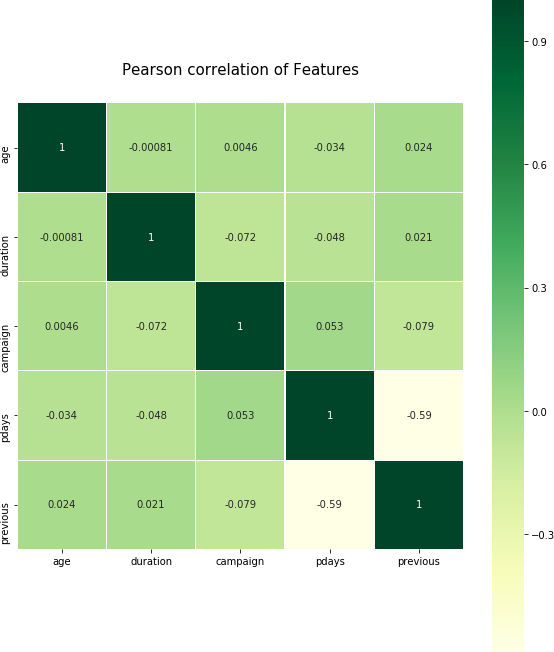 Pearson correlation of Features
age 1 -0.00081 0.0046 -0.034 0.024
duration -0.00081 1 -0.072 -0.048 0.021
campaign 0.0046 -0.072 1 0.053 -0.079
pdays -0.034 -0.048 0.053 1 -0.59
previous 0.024 0.021 -0.079 -0.59 1
age duration campaign pdays previous
0.9
0.6
0.3
0.0
−0.3